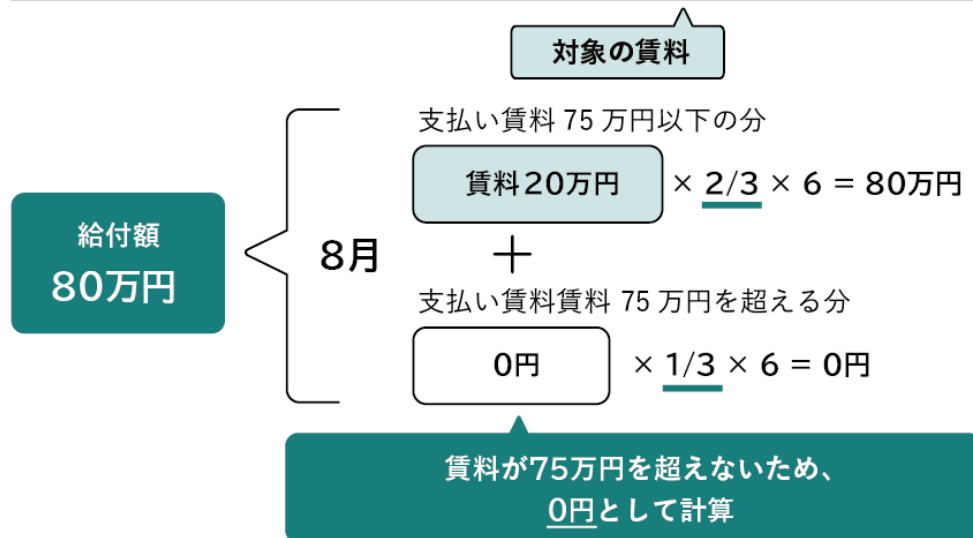 対象の賃料
支払い賃料 75 万円以下の分
賃料20万円 × 2/3 × 6 = 80万円
給付額
80万円
8月
＋
支払い賃料賃料 75 万円を超える分
0円 × 1/3 × 6 = 0円
賃料が75万円を超えないため、
0円として計算